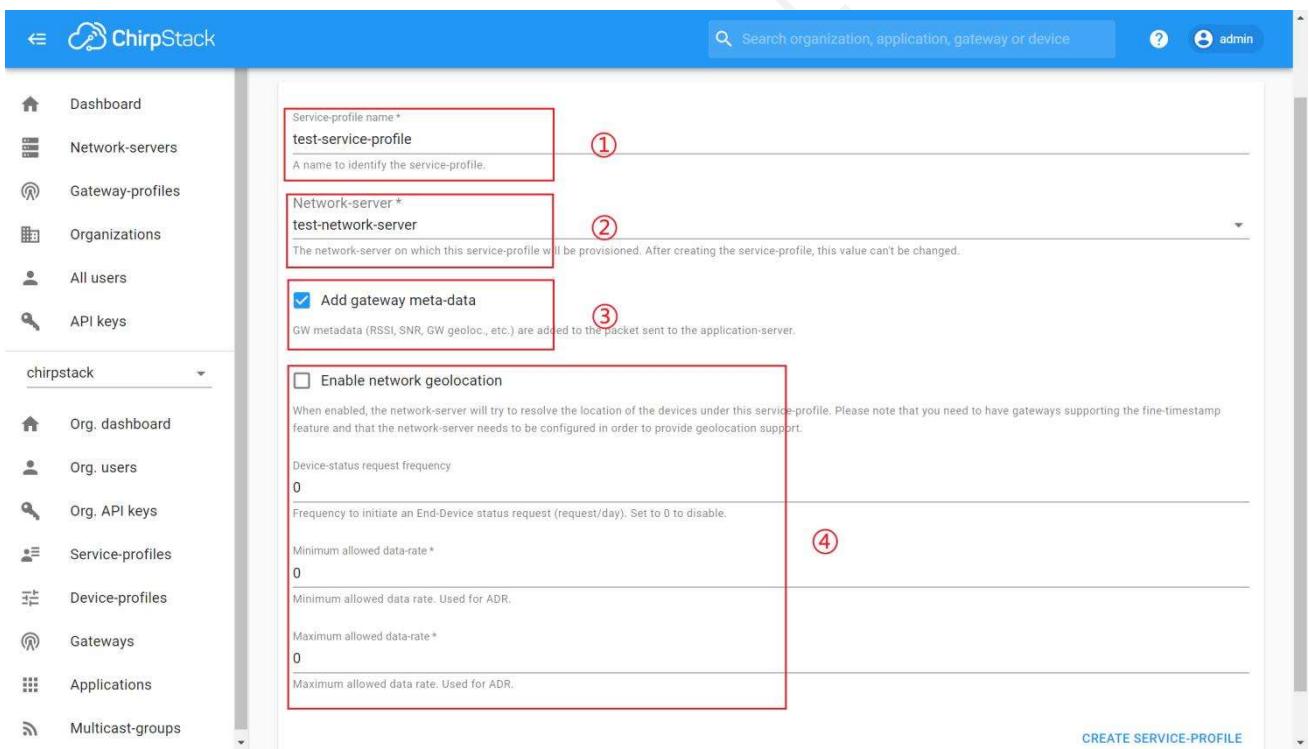 ChirpStack
Search organization, application, gateway or device
? admin
Dashboard
Network-servers
Gateway-profiles
Organizations
All users
API keys
chirpstack
Org. dashboard
Org. users
Org. API keys
Service-profiles
Device-profiles
Gateways
Applications
Multicast-groups
Service-profile name *
test-service-profile
①
A name to identify the service-profile.
Network-server *
test-network-server
②
The network-server on which this service-profile will be provisioned. After creating the service-profile, this value can't be changed.
Add gateway meta-data
③
GW metadata (RSSI, SNR, GW geoloc., etc.) are added to the packet sent to the application-server.
Enable network geolocation
When enabled, the network-server will try to resolve the location of the devices under this service-profile. Please note that you need to have gateways supporting the fine-timestamp
feature and that the network-server needs to be configured in order to provide geolocation support.
Device-status request frequency
0
Frequency to initiate an End-Device status request (request/day). Set to 0 to disable.
④
Minimum allowed data-rate *
0
Minimum allowed data rate. Used for ADR.
Maximum allowed data-rate *
0
Maximum allowed data rate. Used for ADR.
CREATE SERVICE-PROFILE